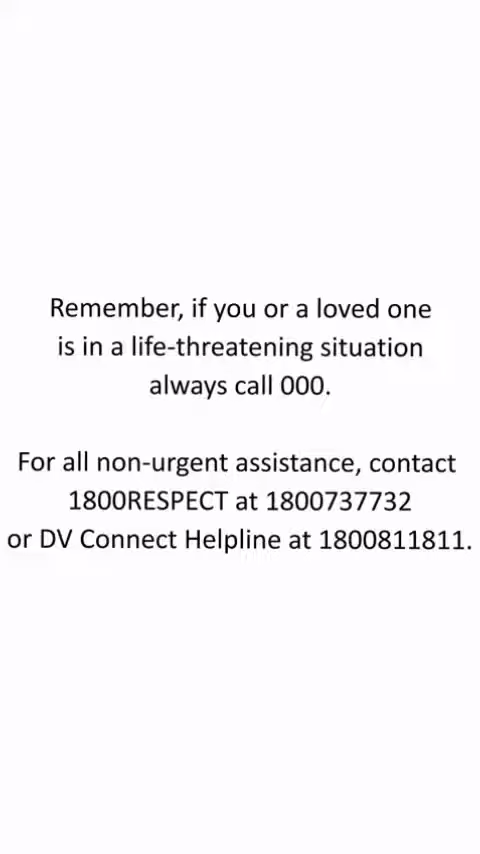 Remember, if you or a loved one
is in a life-threatening situation
always call 000.
For all non-urgent assistance, contact
1800RESPECT at 1800737732
or DV Connect Helpline at 1800811811.